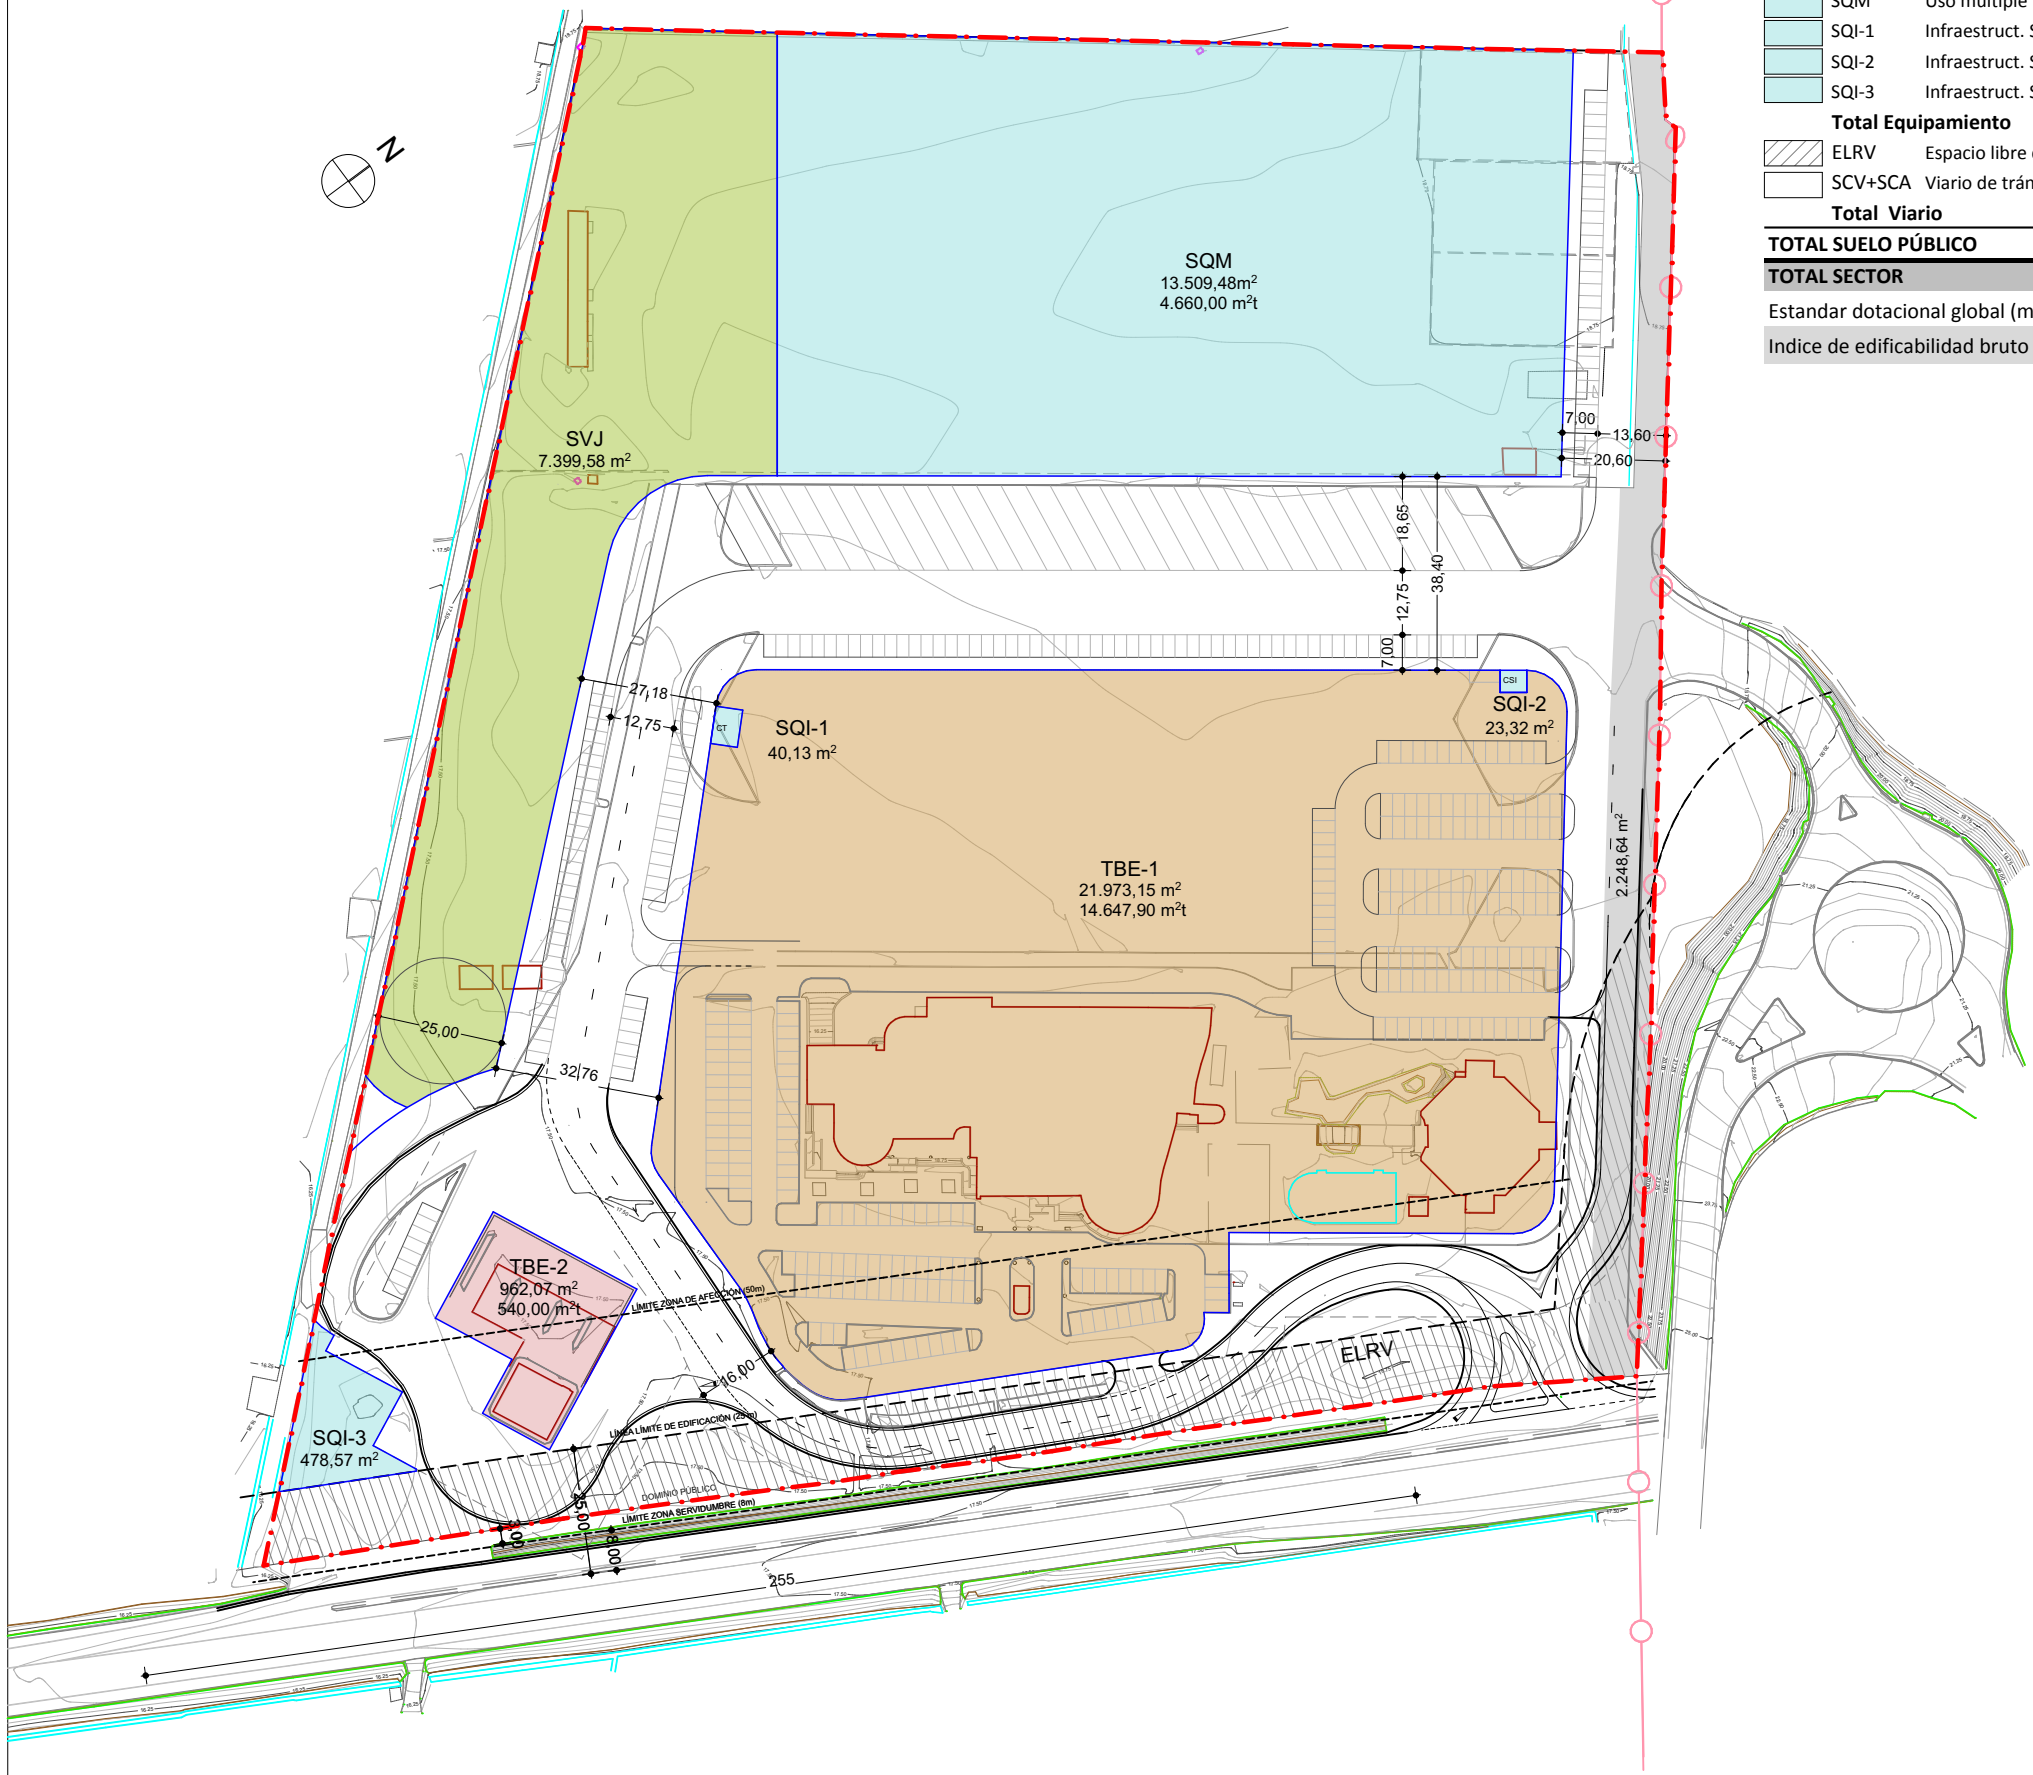 SQM Uso múltiple
SQI-1 Infraestruct.
SQI-2 Infraestruct.
SQI-3 Infraestruct.
Total Equipamiento
ELRV Espacio libre
SCV+SCA Viario de
Total Viario
TOTAL SUELO PÚBLICO
TOTAL SECTOR
Estandar dotacional global
Indice de edificabilidad bruto
N
SQM
13.509,48m²
4.660,00 m²t
SVJ
7.399,58 m²
7,00
13,60
20,60
18,65
38,40
12,75
7,00
27,18
12,75
CT
SQI-1
40,13 m²
CSI
SQI-2
23,32 m²
2.248,64 m²
TBE-1
21.973,15 m²
14.647,90 m²t
25,00
32,76
TBE-2
962,07 m²
540,00 m²t
LÍMITE ZONA DE AFECCIÓN (50m)
16,00
ELRV
LÍNEA LÍMITE DE EDIFICACIÓN (25m)
SQI-3
478,57 m²
DOMINIO PÚBLICO
LÍMITE ZONA SERVIDUMBRE (8m)
3,00
25,00
8,00
255